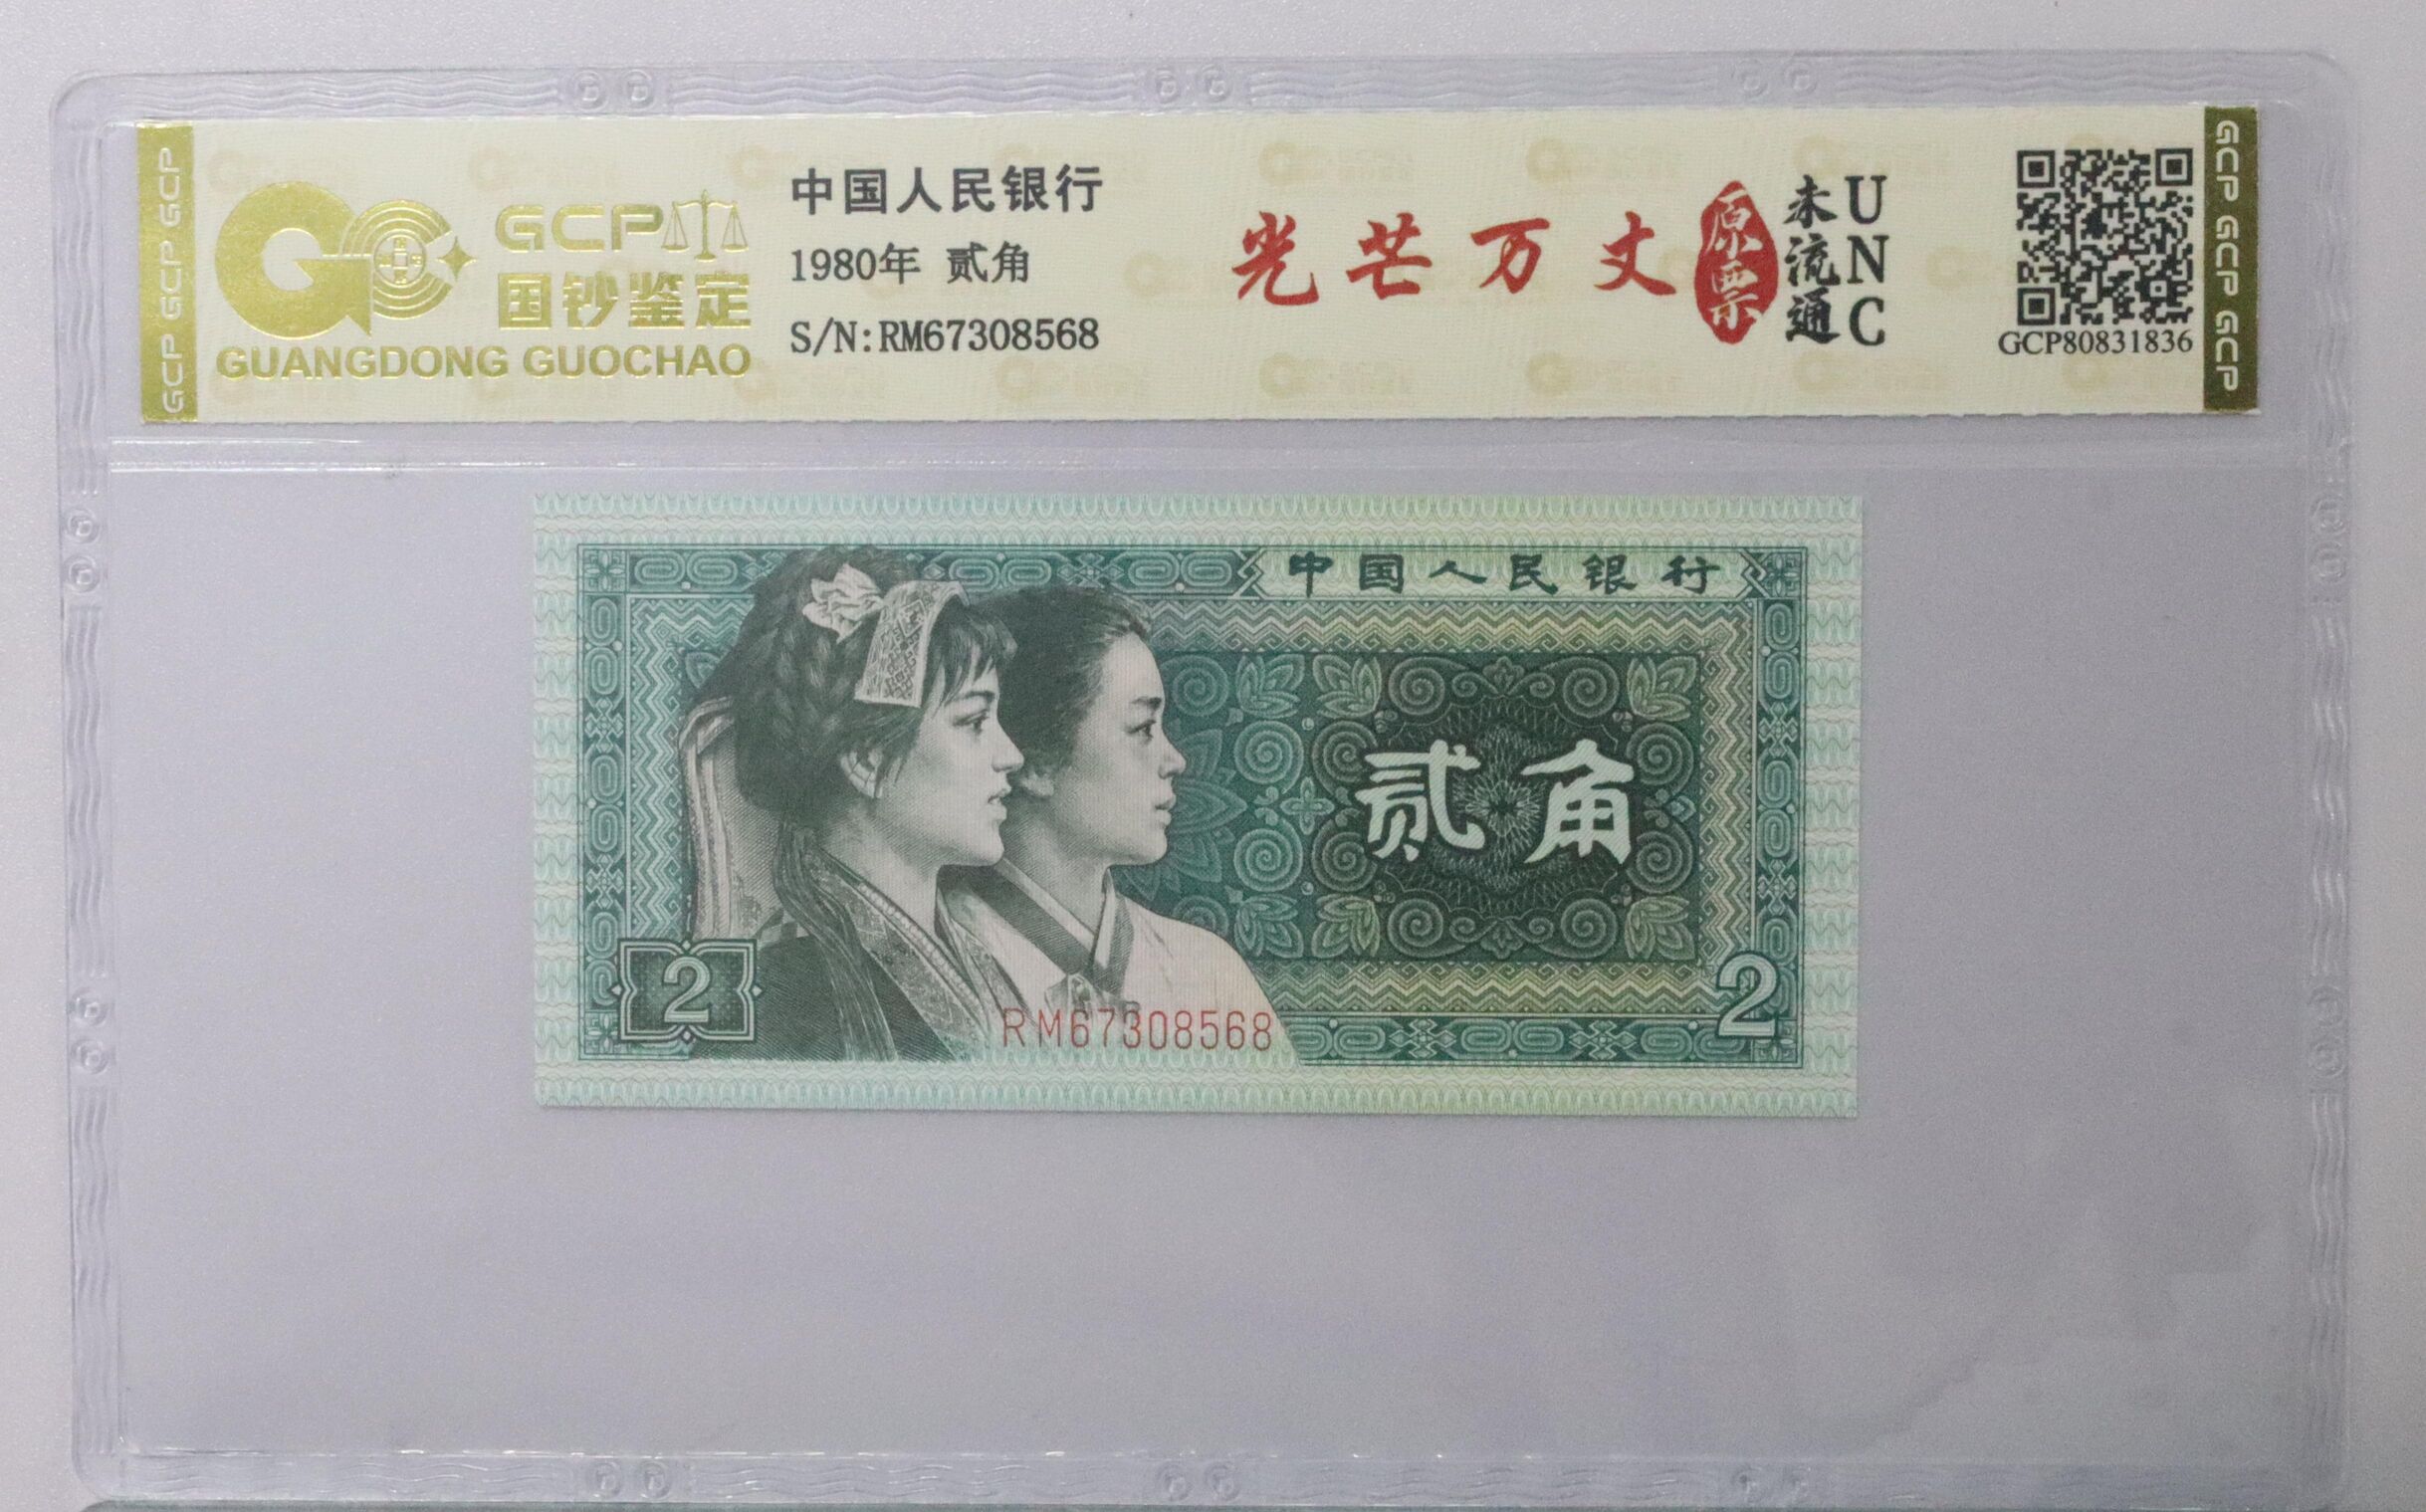 GCP GCP GCP
GCP
国钞鉴定
GUANGDONG GUOCHAO
中国人民银行
1980年 贰角
S/N:RM67308568
光芒万丈
原票
未流通
UNC
GCP80831836
GCP GCP GCP
中国人民银行
贰角
2
2
RM67308568